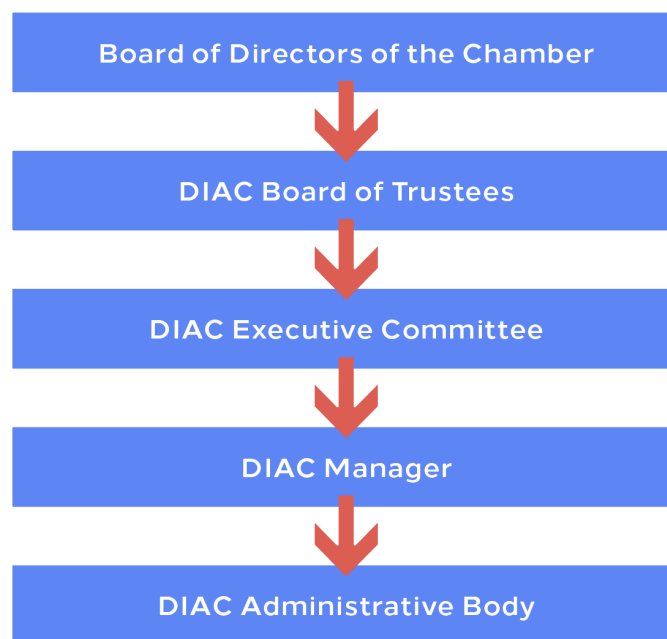 Board of Directors of the Chamber
DIAC Board of Trustees
DIAC Executive Committee
DIAC Manager
DIAC Administrative Body